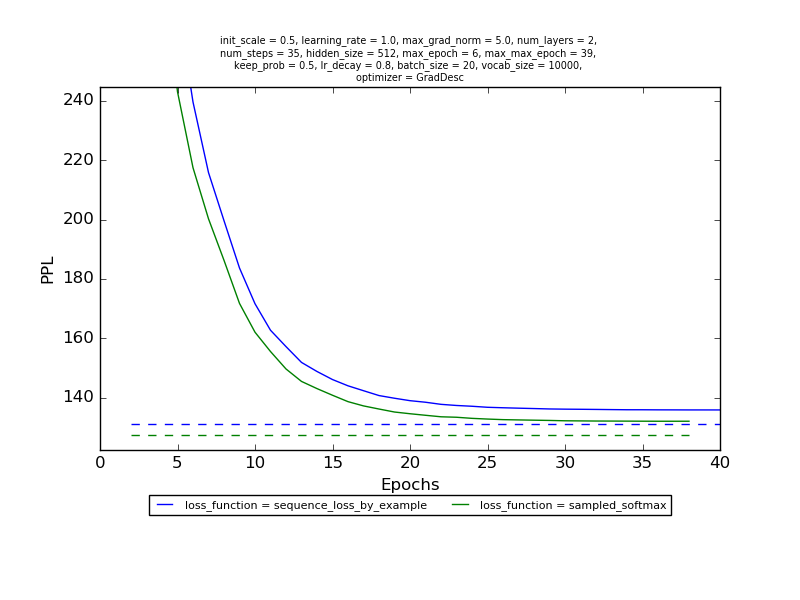 init_scale = 0.5, learning_rate = 1.0, max_grad_norm = 5.0, num_layers = 2,
num_steps = 35, hidden_size = 512, max_epoch = 6, max_max_epoch = 39,
keep_prob = 0.5, lr_decay = 0.8, batch_size = 20, vocab_size = 10000,
optimizer = GradDesc
240
220
200
180
160
140
PPL
0 5 10 15 20 25 30 35 40
Epochs
loss_function = sequence_loss_by_example loss_function = sampled_softmax